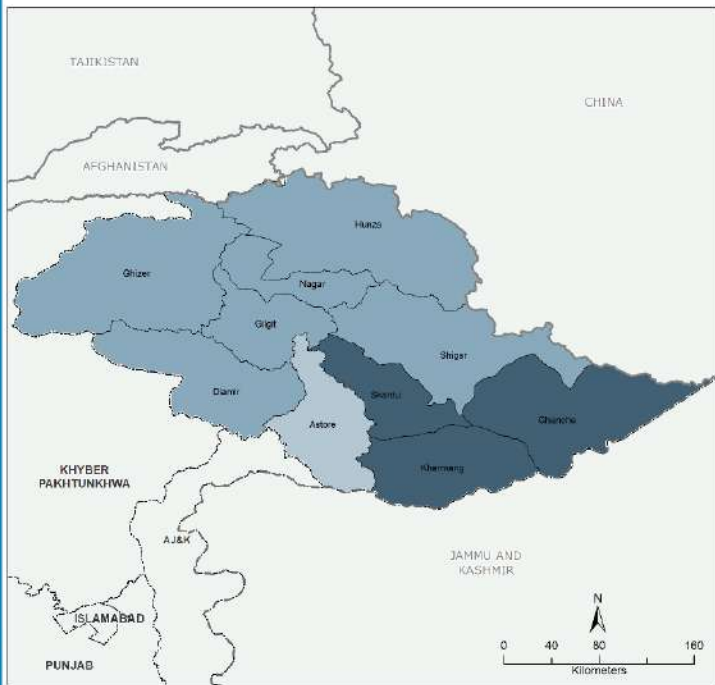 TAJIKISTAN
CHINA
AFGHANISTAN
Hunza
Ghizer
Nagar
Gilgit
Shigar
Diamir
Skardu
Ghanche
Astore
Kharmang
KHYBER
PAKHTUNKHWA
AJ&K
JAMMU AND
KASHMIR
ISLAMABAD
PUNJAB
N
0 40 80 160
Kilometers